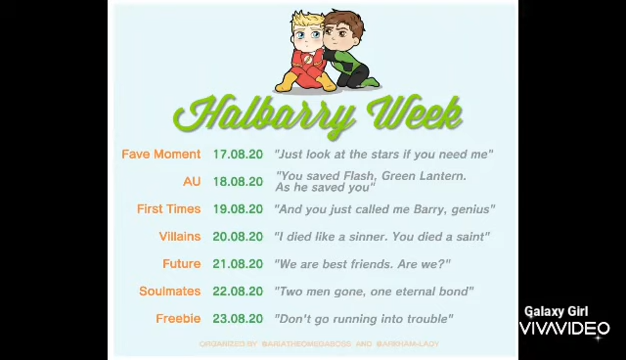 Halbarry Week
Fave Moment 17.08.20 "Just look at the stars if you need me"
AU 18.08.20 "You saved Flash, Green Lantern.
As he saved you"
First Times 19.08.20 "And you just called me Barry, genius"
Villains 20.08.20 "I died like a sinner. You died a saint"
Future 21.08.20 "We are best friends. Are we?"
Soulmates 22.08.20 "Two men gone, one eternal bond"
Freebie 23.08.20 "Don't go running into trouble"
ORGANIZED BY AND @ARKHAM-LADY
Galaxy Girl
VIVAVIDEO